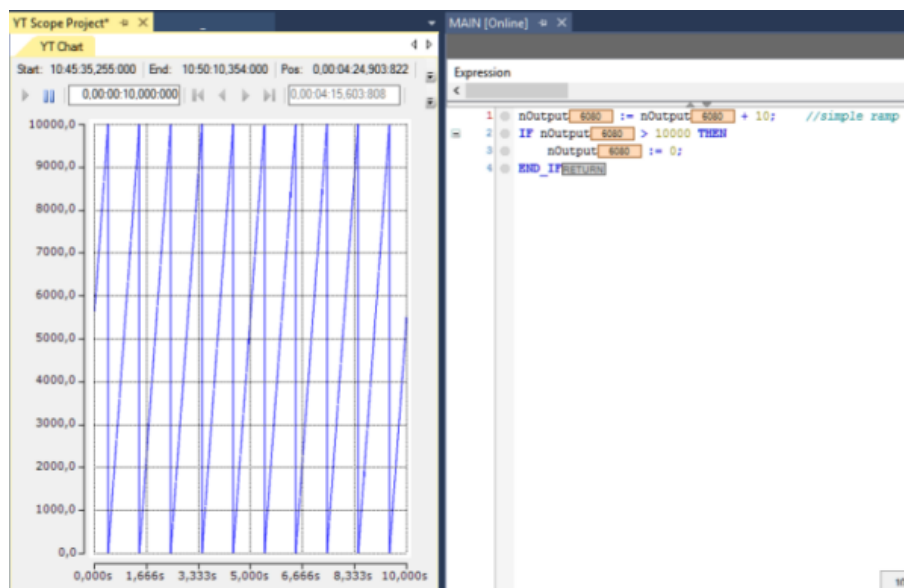 YT Scope Project*
MAIN [Online]
YT Chart
Start: 10:45:35,255:000 End: 10:50:10,354:000 Pos: 0,00:04:24,903:822
0,00:00:10,000:000 0,00:04:15,603:808
Expression
1 nOutput 6080 := nOutput 6080 + 10; //simple ramp
2 IF nOutput 6080 > 10000 THEN
3 nOutput 6080 := 0;
4 END_IF RETURN
10000,0
9000,0
8000,0
7000,0
6000,0
5000,0
4000,0
3000,0
2000,0
1000,0
0,0
0,000s 1,666s 3,333s 5,000s 6,666s 8,333s 10,000s